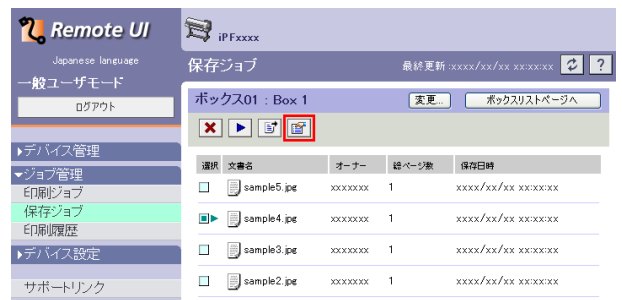 Remote UI
iPFxxxx
Japanese language
保存ジョブ
最終更新:xxxx/xx/xx xx:xx:xx
?
一般ユーザモード
ログアウト
ボックス01 : Box 1
変更...
ボックスリストページへ
デバイス管理
ジョブ管理
印刷ジョブ
保存ジョブ
印刷履歴
デバイス設定
サポートリンク
選択 文書名 オーナー 総ページ数 保存日時
sample5.jpg xxxxxxx 1 xxxx/xx/xx xx:xx:xx
sample4.jpg xxxxxxx 1 xxxx/xx/xx xx:xx:xx
sample3.jpg xxxxxxx 1 xxxx/xx/xx xx:xx:xx
sample2.jpg xxxxxxx 1 xxxx/xx/xx xx:xx:xx